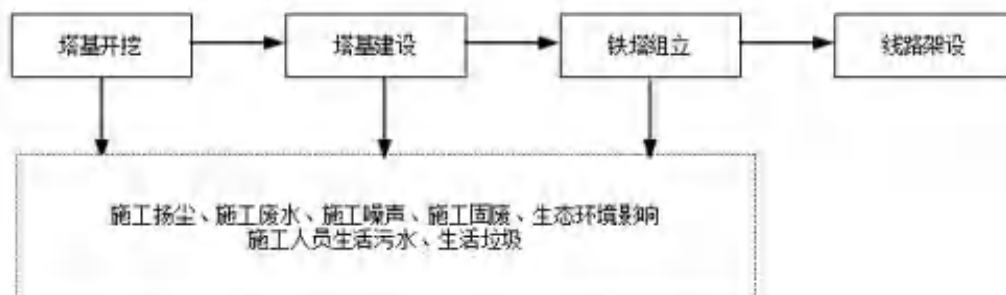 塔基开挖
塔基建设
铁塔组立
线路架设
施工扬尘、施工废水、施工噪声、施工固废、生态环境影响
施工人员生活污水、生活垃圾